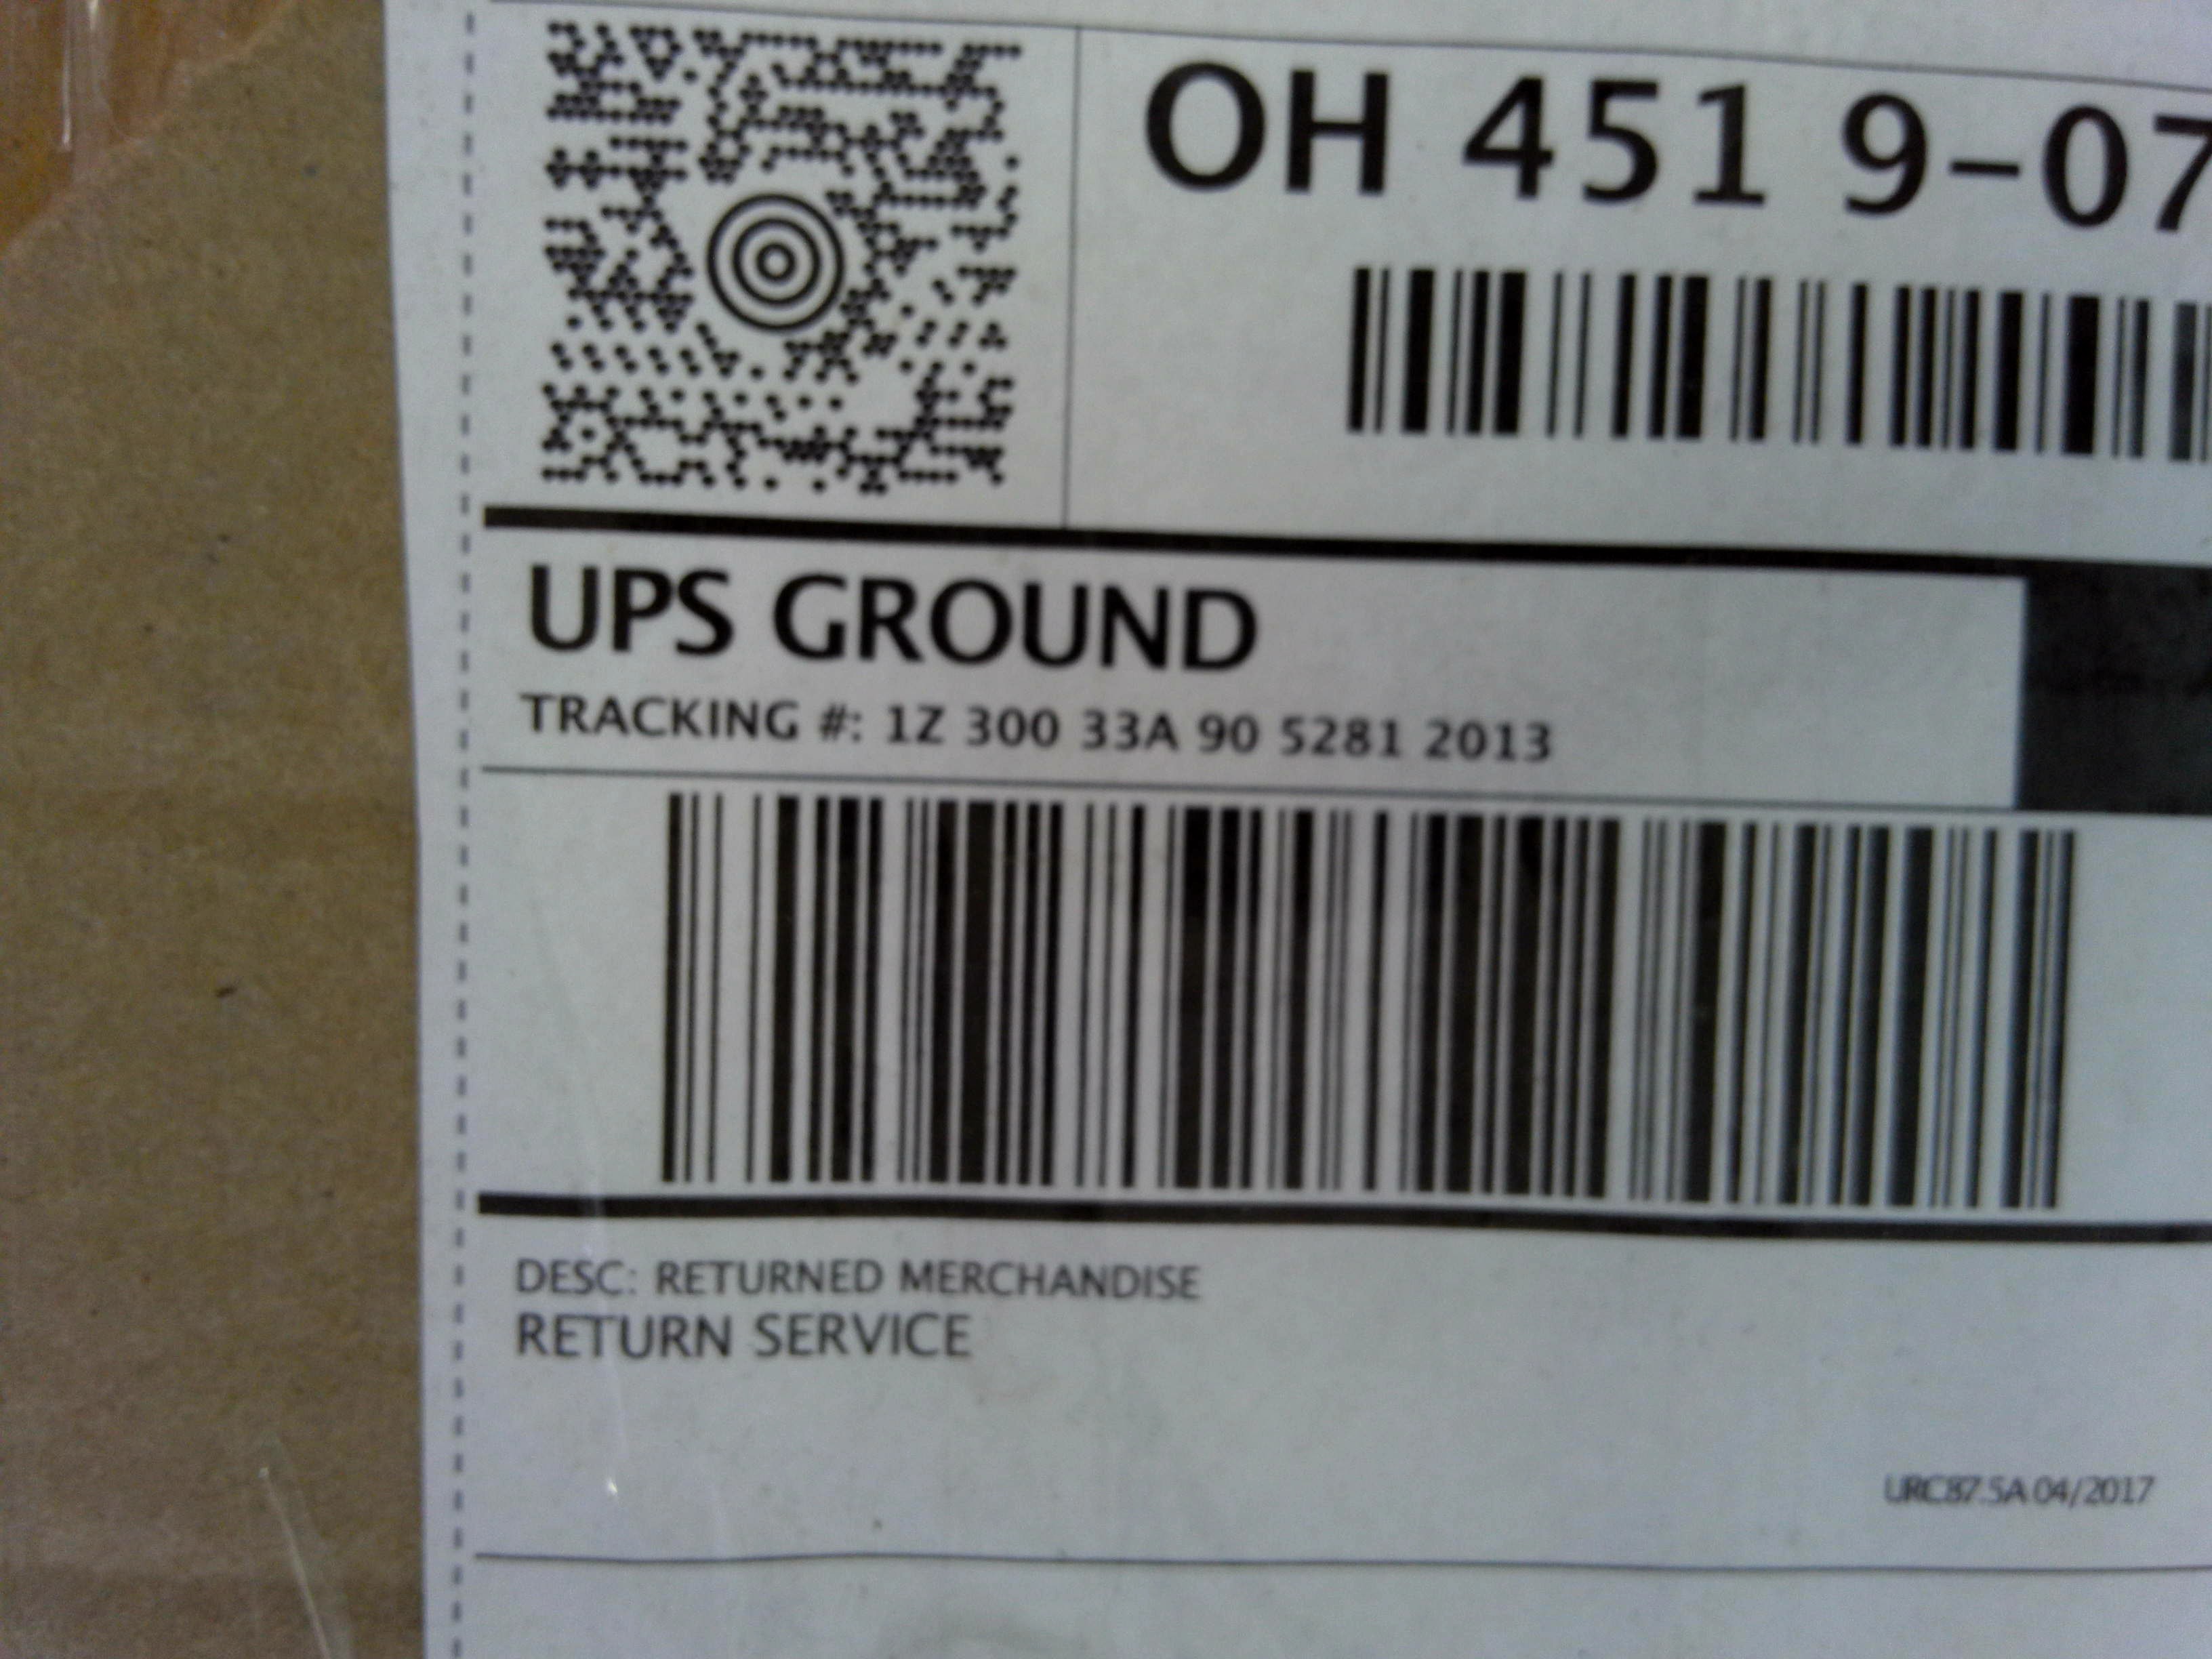 OH 451 9-07
UPS GROUND
TRACKING #: 1Z 300 33A 90 5281 2013
DESC: RETURNED MERCHANDISE
RETURN SERVICE
URC87.5A 04/2017